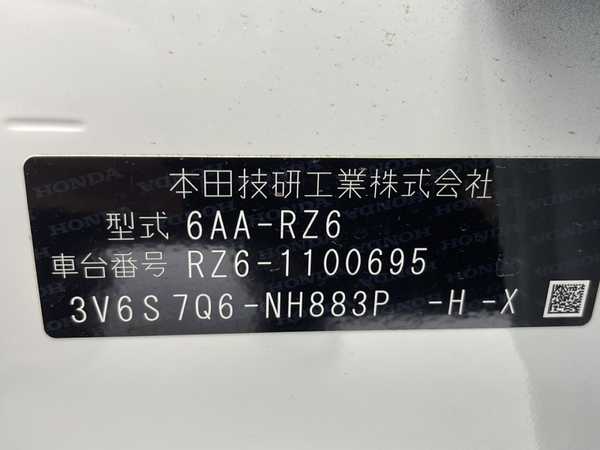 本田技研工業株式会社
型式 6AA-RZ6
車台番号 RZ6-1100695
3V6S7Q6-NH883P -H-X